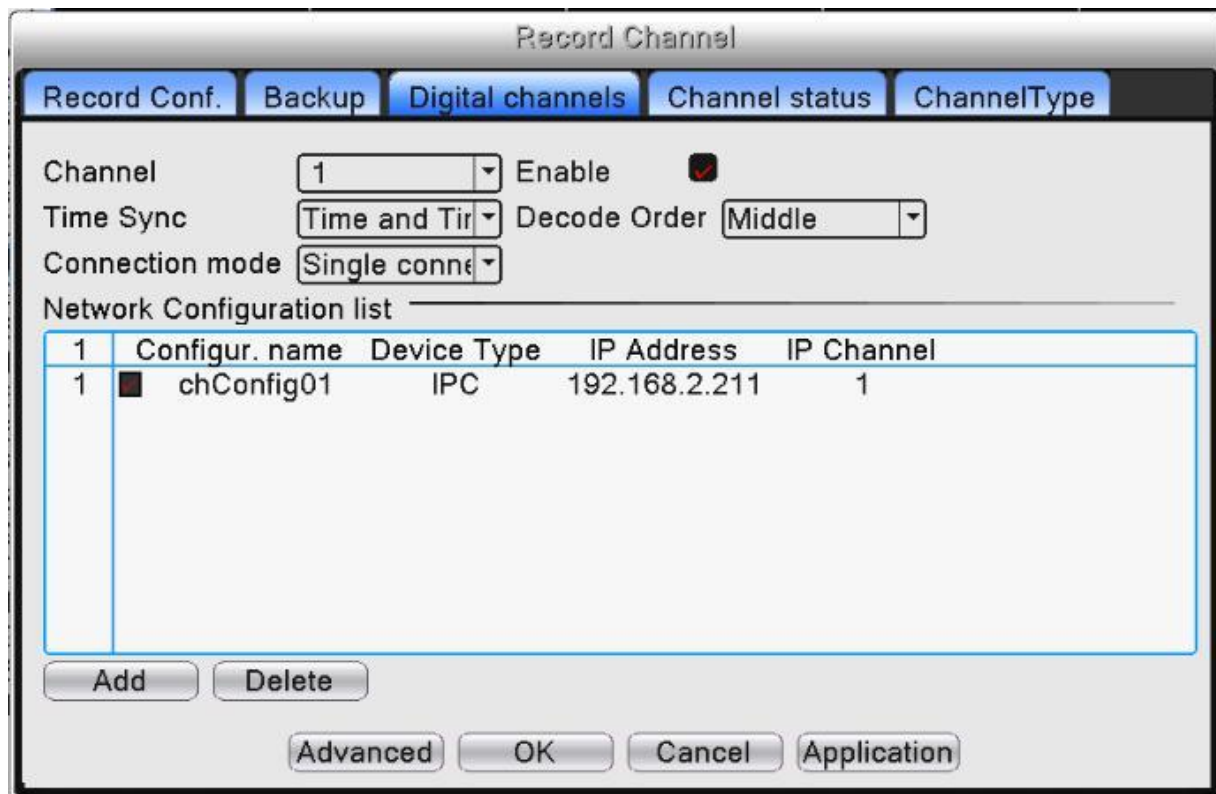 Record Channel
Record Conf. Backup Digital channels Channel status ChannelType
Channel 1 Enable
Time Sync Time and Tir Decode Order Middle
Connection mode Single conne
Network Configuration list
1 Configur. name Device Type IP Address IP Channel
1 chConfig01 IPC 192.168.2.211 1
Add Delete
Advanced OK Cancel Application